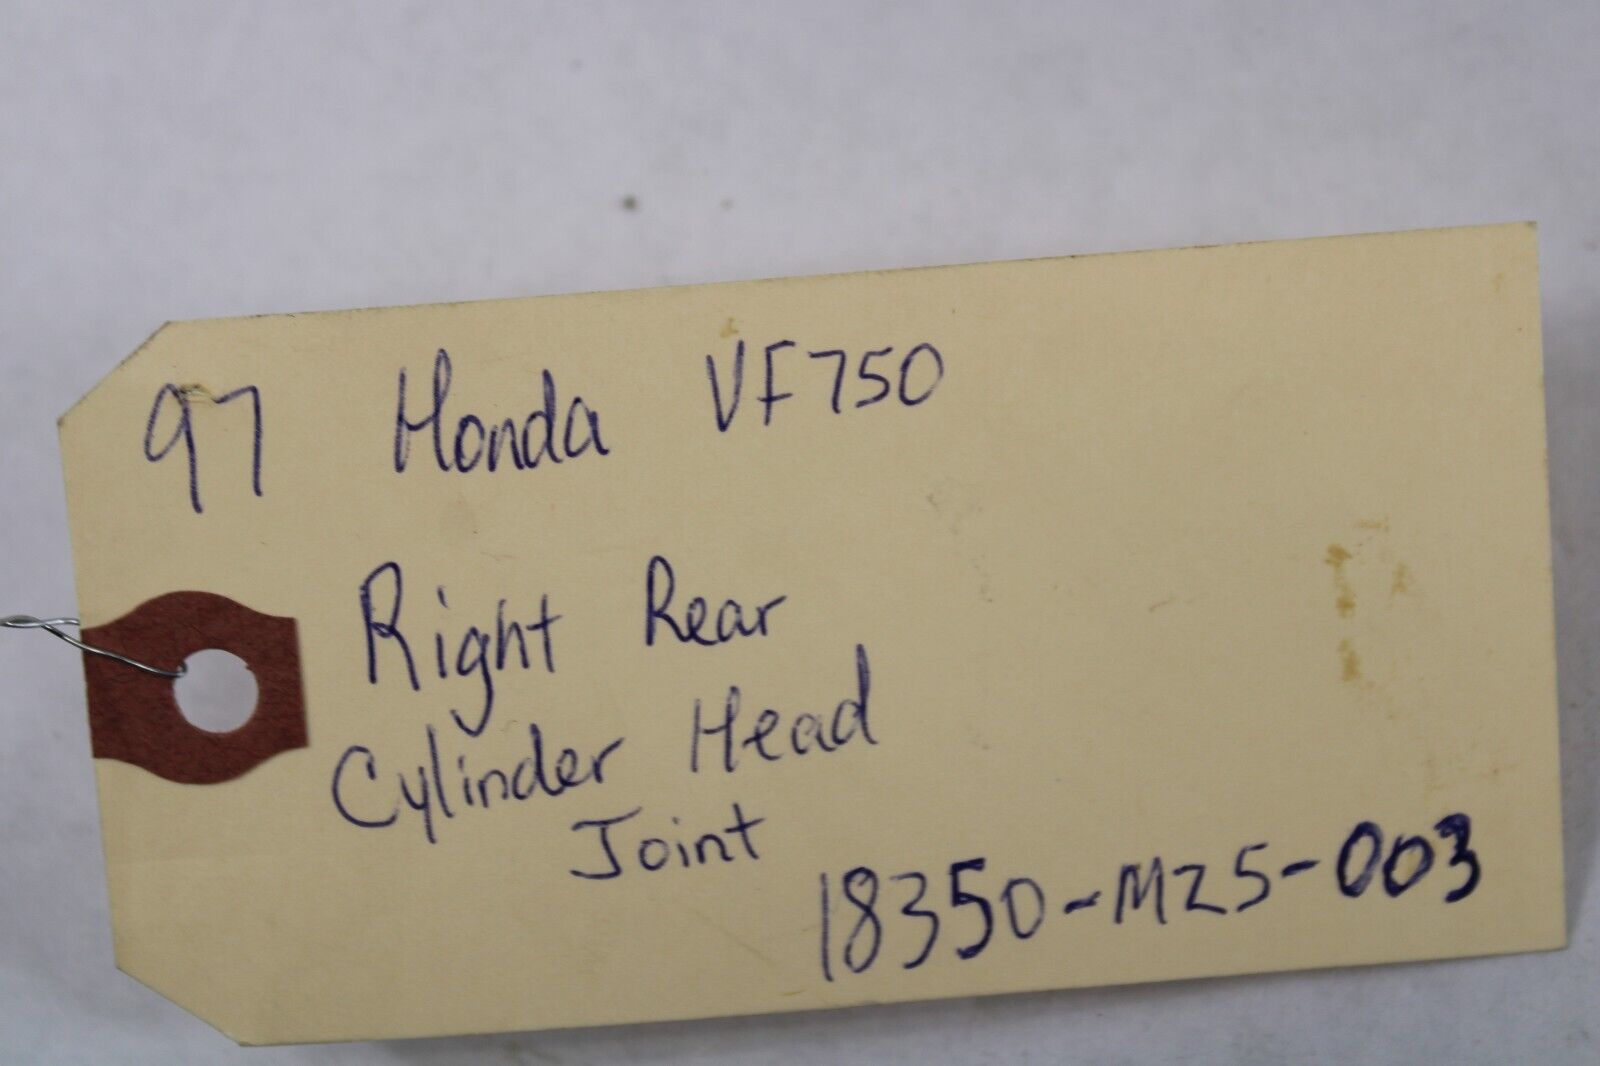 97 Honda VF750
Right Rear
Cylinder Head
Joint
18350-MZ5-003